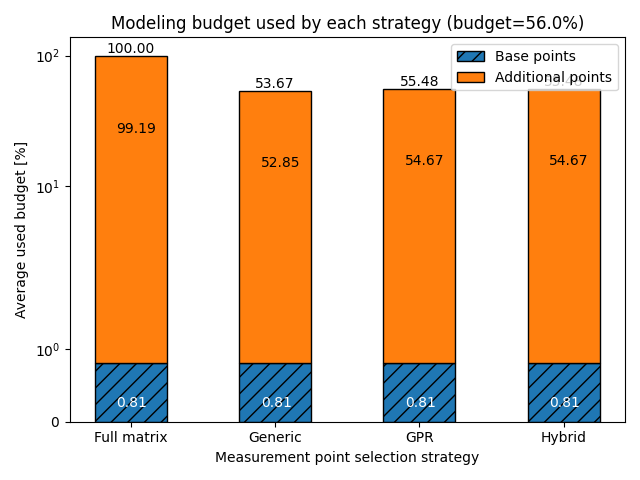 Modeling budget used by each strategy (budget=56.0%)
Base points
Additional points
100.00
53.67
55.48
99.19
52.85
54.67
54.67
0.81
0.81
0.81
0.81
Average used budget [%]
10²
10¹
10⁰
0
Full matrix
Generic
GPR
Hybrid
Measurement point selection strategy